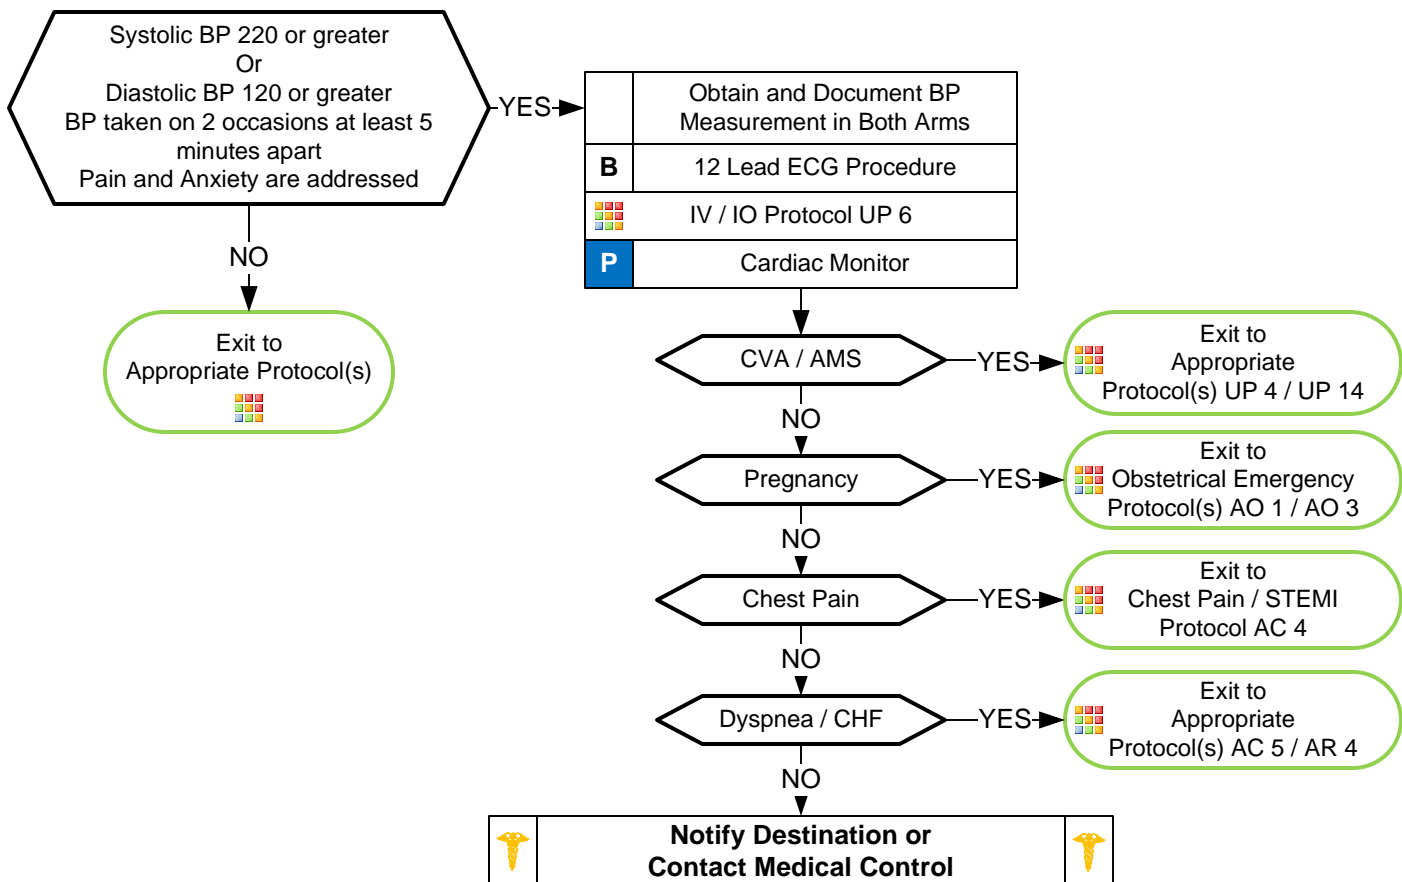 Systolic BP 220 or greater
Or
Diastolic BP 120 or greater
BP taken on 2 occasions at least 5
minutes apart
Pain and Anxiety are addressed
YES
NO
Exit to
Appropriate Protocol(s)
Obtain and Document BP
Measurement in Both Arms
B
12 Lead ECG Procedure
IV / IO Protocol UP 6
P
Cardiac Monitor
CVA / AMS
YES
Exit to
Appropriate
Protocol(s) UP 4 / UP 14
NO
Pregnancy
YES
Exit to
Obstetrical Emergency
Protocol(s) AO 1 / AO 3
NO
Chest Pain
YES
Exit to
Chest Pain / STEMI
Protocol AC 4
NO
Dyspnea / CHF
YES
Exit to
Appropriate
Protocol(s) AC 5 / AR 4
NO
Notify Destination or
Contact Medical Control